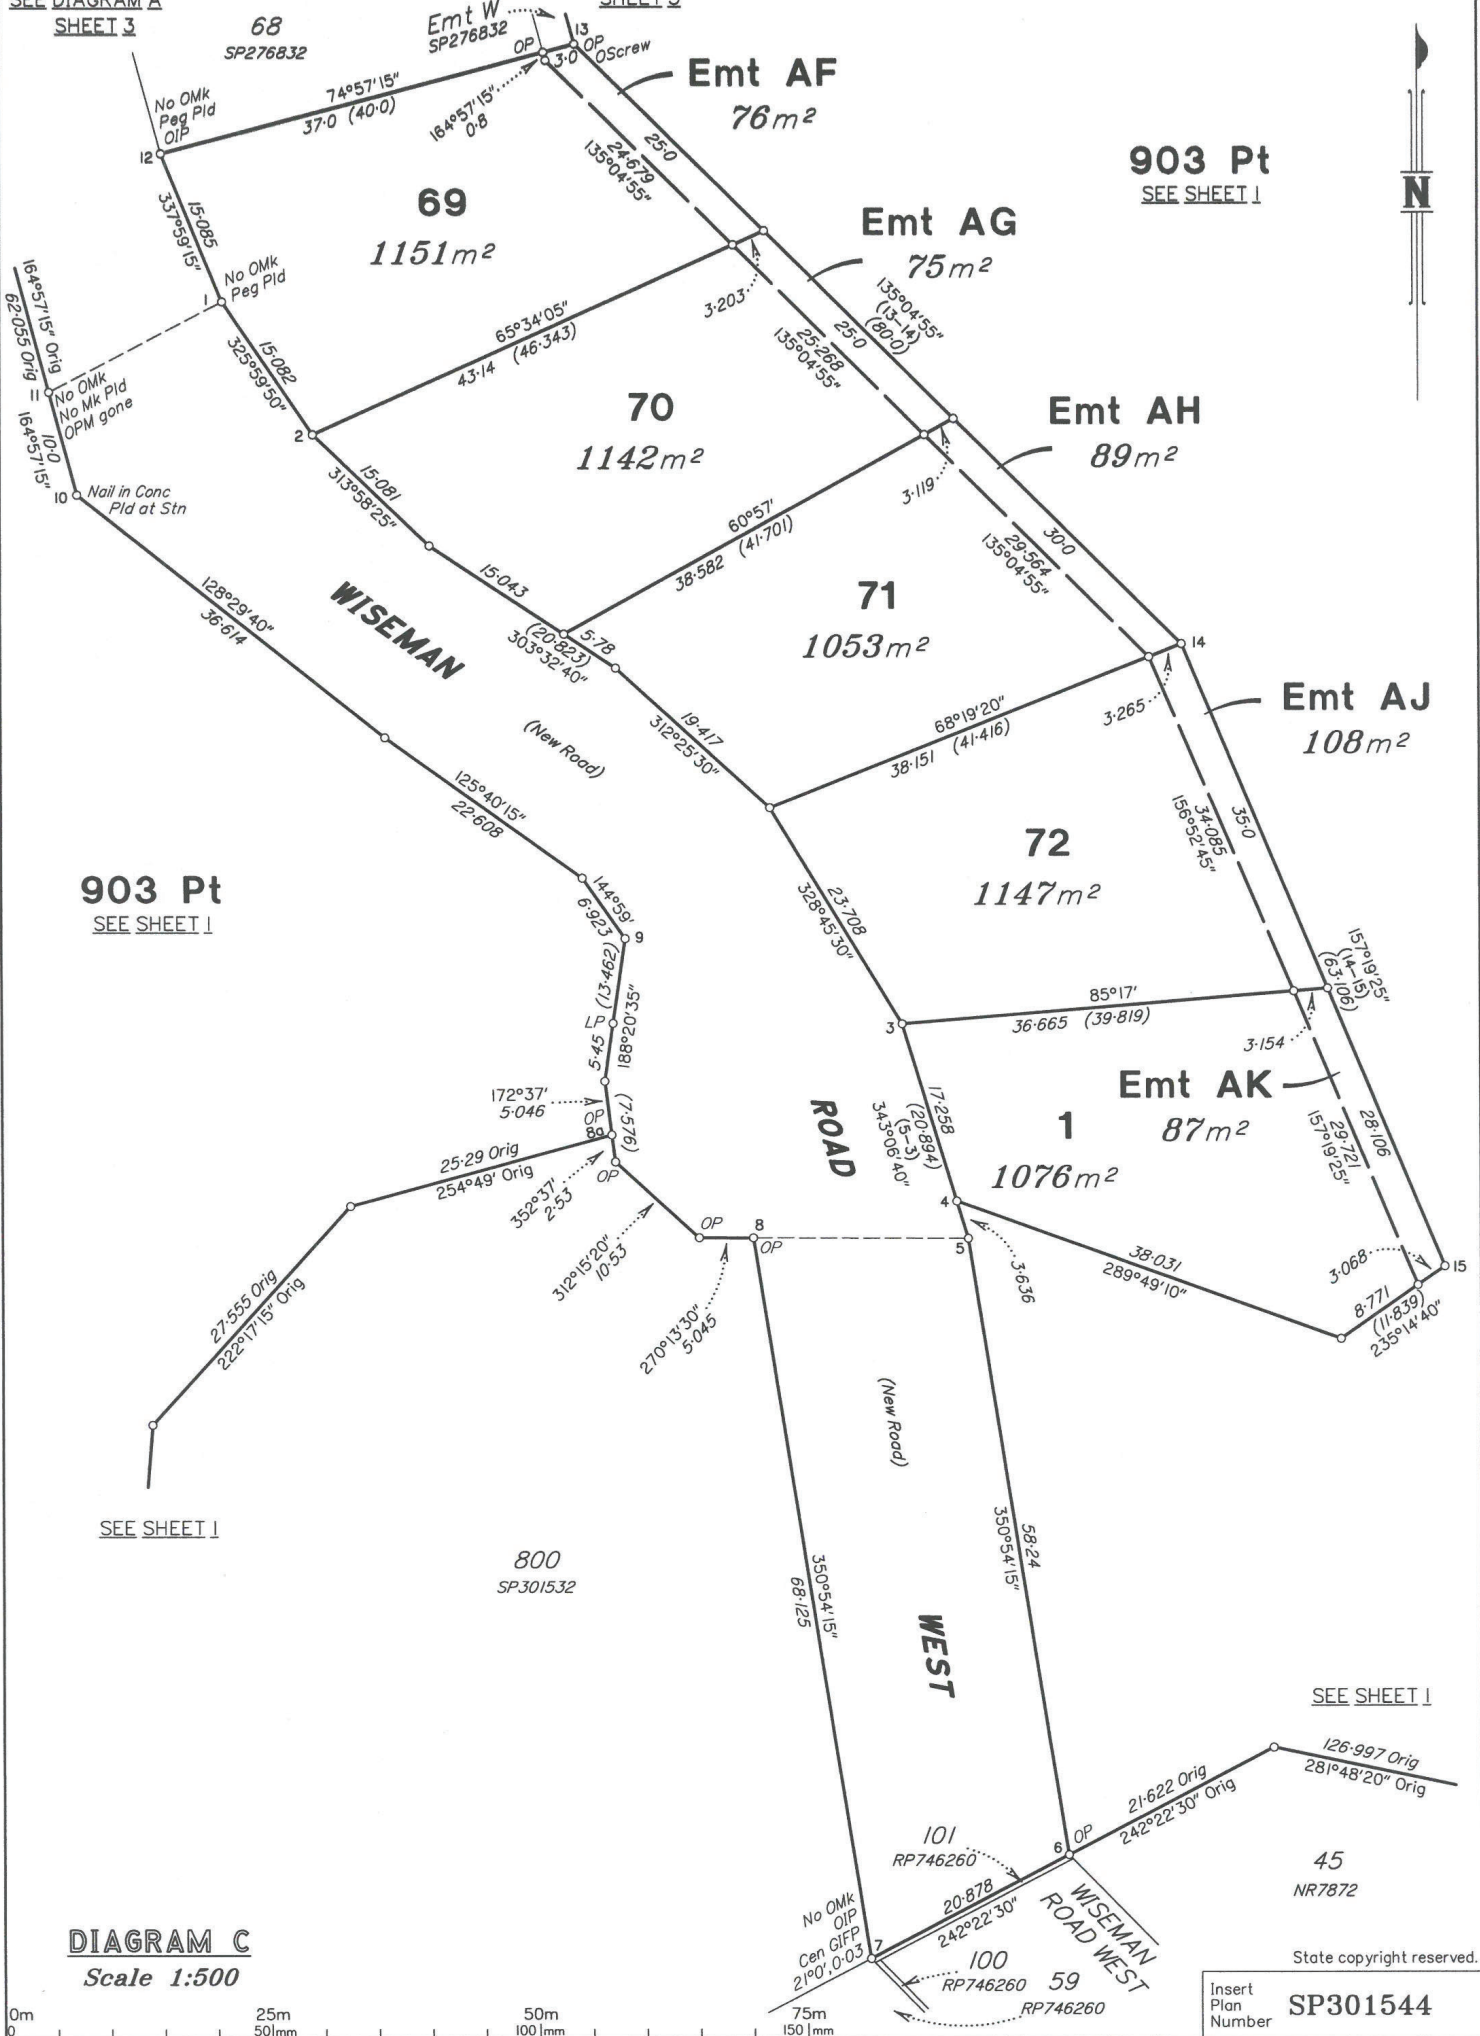 SEE DIAGRAM A
SHEET 3
SHEET 3
68
SP276832
Emt W
SP276832
13
OP
OP
OScrew
3·0
164°57'15"
0·8
74°57'15"
37·0 (40·0)
No OMk
Peg Pld
OIP
12
Emt AF
76m²
25·0
24·679
135°04'55"
903 Pt
SEE SHEET 1
N
69
1151m²
15·085
337°59'15"
No OMk
Peg Pld
1
Emt AG
75m²
3·203
135°04'55"
(13-14)
(80·0)
25·0
25·268
135°04'55"
65°34'05"
43·14 (46·343)
164°57'15" Orig
62·055 Orig
11
No OMk
No Mk Pld
OPM gone
10·0
164°57'15"
10
Nail in Conc
Pld at Stn
15·082
325°59'50"
2
70
1142m²
Emt AH
89m²
3·119
30·0
29·564
135°04'55"
60°57'
38·582 (41·701)
15·081
313°58'25"
15·043
(20·823)
303°32'40"
5·78
71
1053m²
14
128°29'40"
36·614
WISEMAN
(New Road)
19·417
312°25'30"
68°19'20"
38·151 (41·416)
3·265
Emt AJ
108m²
35·0
34·085
156°52'45"
125°40'15"
22·608
72
1147m²
903 Pt
SEE SHEET 1
144°59'
6·923
9
23·708
328°45'30"
157°19'25"
(14-15)
(63·106)
(13·462)
LP
5·45
188°20'35"
85°17'
36·665 (39·819)
3
3·154
172°37'
5·046
OP
8a
(7·576)
Emt AK
87m²
ROAD
17·258
(20·894)
(5-3)
343°06'40"
1
1076m²
28·106
29·721
157°19'25"
25·29 Orig
254°49' Orig
352°37'
2·53
OP
312°15'20"
10·53
OP
8
OP
270°13'30"
5·045
4
5
3·636
38·031
289°49'10"
3·068
15
8·771
(11·839)
235°14'40"
27·555 Orig
222°17'15" Orig
(New Road)
SEE SHEET 1
800
SP301532
350°54'15"
68·125
58·24
350°54'15"
WEST
SEE SHEET 1
126·997 Orig
281°48'20" Orig
21·622 Orig
242°22'30" Orig
101
RP746260
6
OP
45
NR7872
20·878
242°22'30"
WISEMAN
ROAD WEST
No OMk
OIP
Cen GIFP
21°0', 0·03
7
100
RP746260
59
RP746260
DIAGRAM C
Scale 1:500
State copyright reserved.
Insert
Plan
Number
SP301544
0m
25m
50m
75m
50mm
100mm
150mm